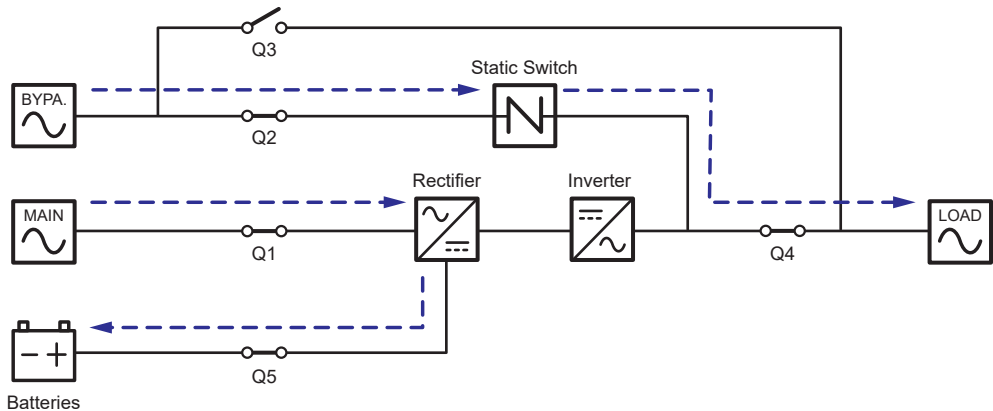 Q3
Static Switch
BYPA.
Q2
Rectifier
Inverter
MAIN
LOAD
Q1
Q4
Q5
Batteries